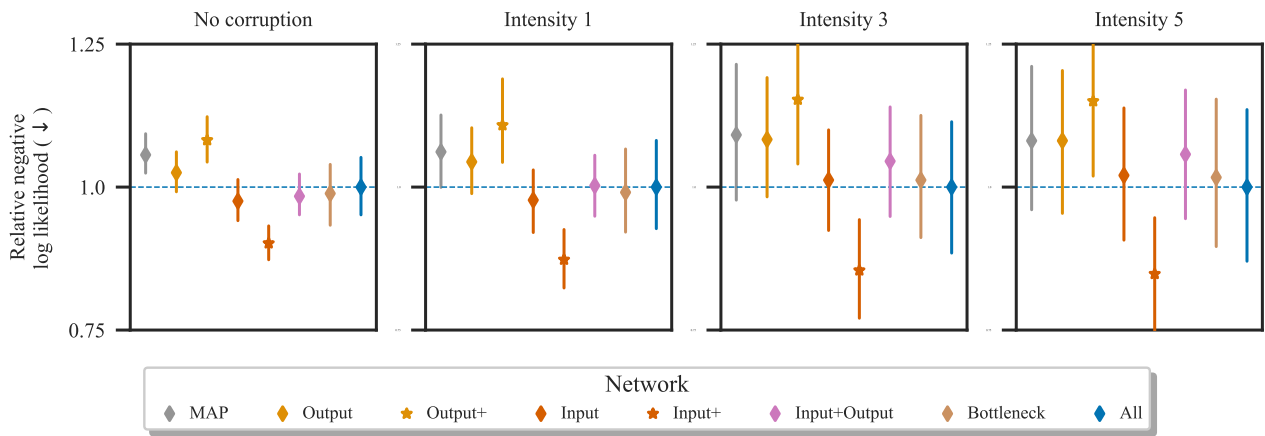 No corruption
Intensity 1
Intensity 3
Intensity 5
1.25
1.0
0.75
Relative negative
log likelihood (↓)
Network
MAP
Output
Output+
Input
Input+
Input+Output
Bottleneck
All